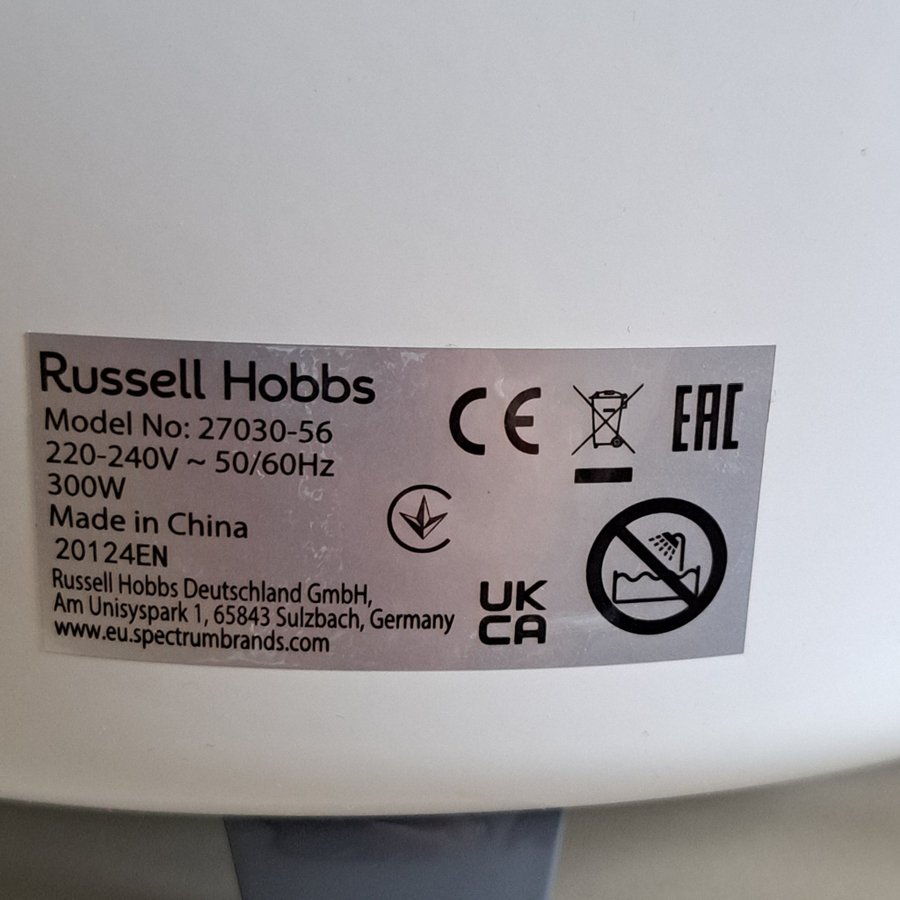 Russell Hobbs
Model No: 27030-56
220-240V ~ 50/60Hz
300W
Made in China
20124EN
Russell Hobbs Deutschland GmbH,
Am Unisyspark 1, 65843 Sulzbach, Germany
www.eu.spectrumbrands.com
CE
EAC
UK
CA